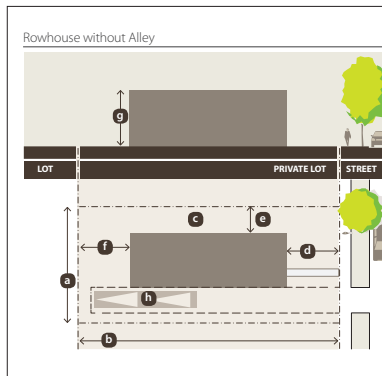 Rowhouse without Alley
g
LOT PRIVATE LOT STREET
c e
f d
a
h
b